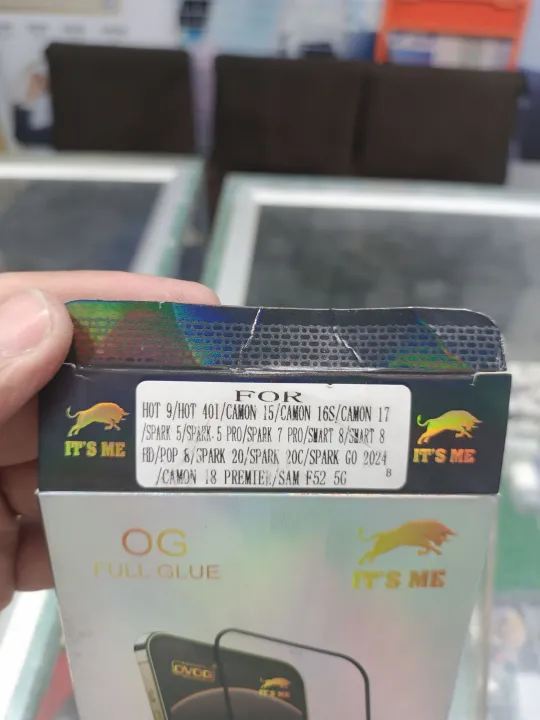 FOR
HOT 9/HOT 40I/CAMON 15/CAMON 16S/CAMON 17
/SPARK 5/SPARK 5 PRO/SPARK 7 PRO/SMART 8/SMART 8
HD/POP 8/SPARK 20/SPARK 20C/SPARK GO 2024
/CAMON 18 PREMIER/SAM F52 5G
B
IT'S ME
IT'S ME
OG
FULL GLUE
IT'S ME
IT'S ME